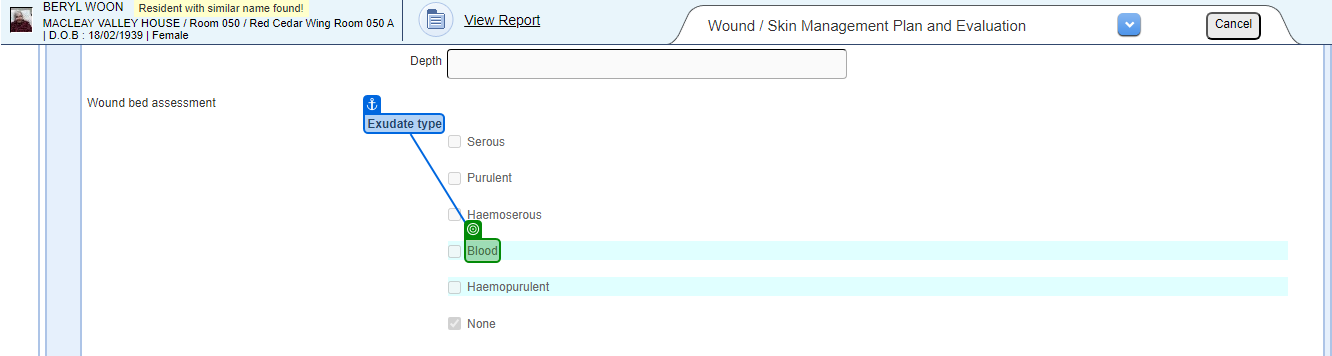 BERYL WOON Resident with similar name found!
MACLEAY VALLEY HOUSE / Room 050 / Red Cedar Wing Room 050 A
| D.O.B : 18/02/1939 | Female
View Report
Wound / Skin Management Plan and Evaluation
Cancel
Depth
Wound bed assessment
Exudate type
Serous
Purulent
Haemoserous
Blood
Haemopurulent
None